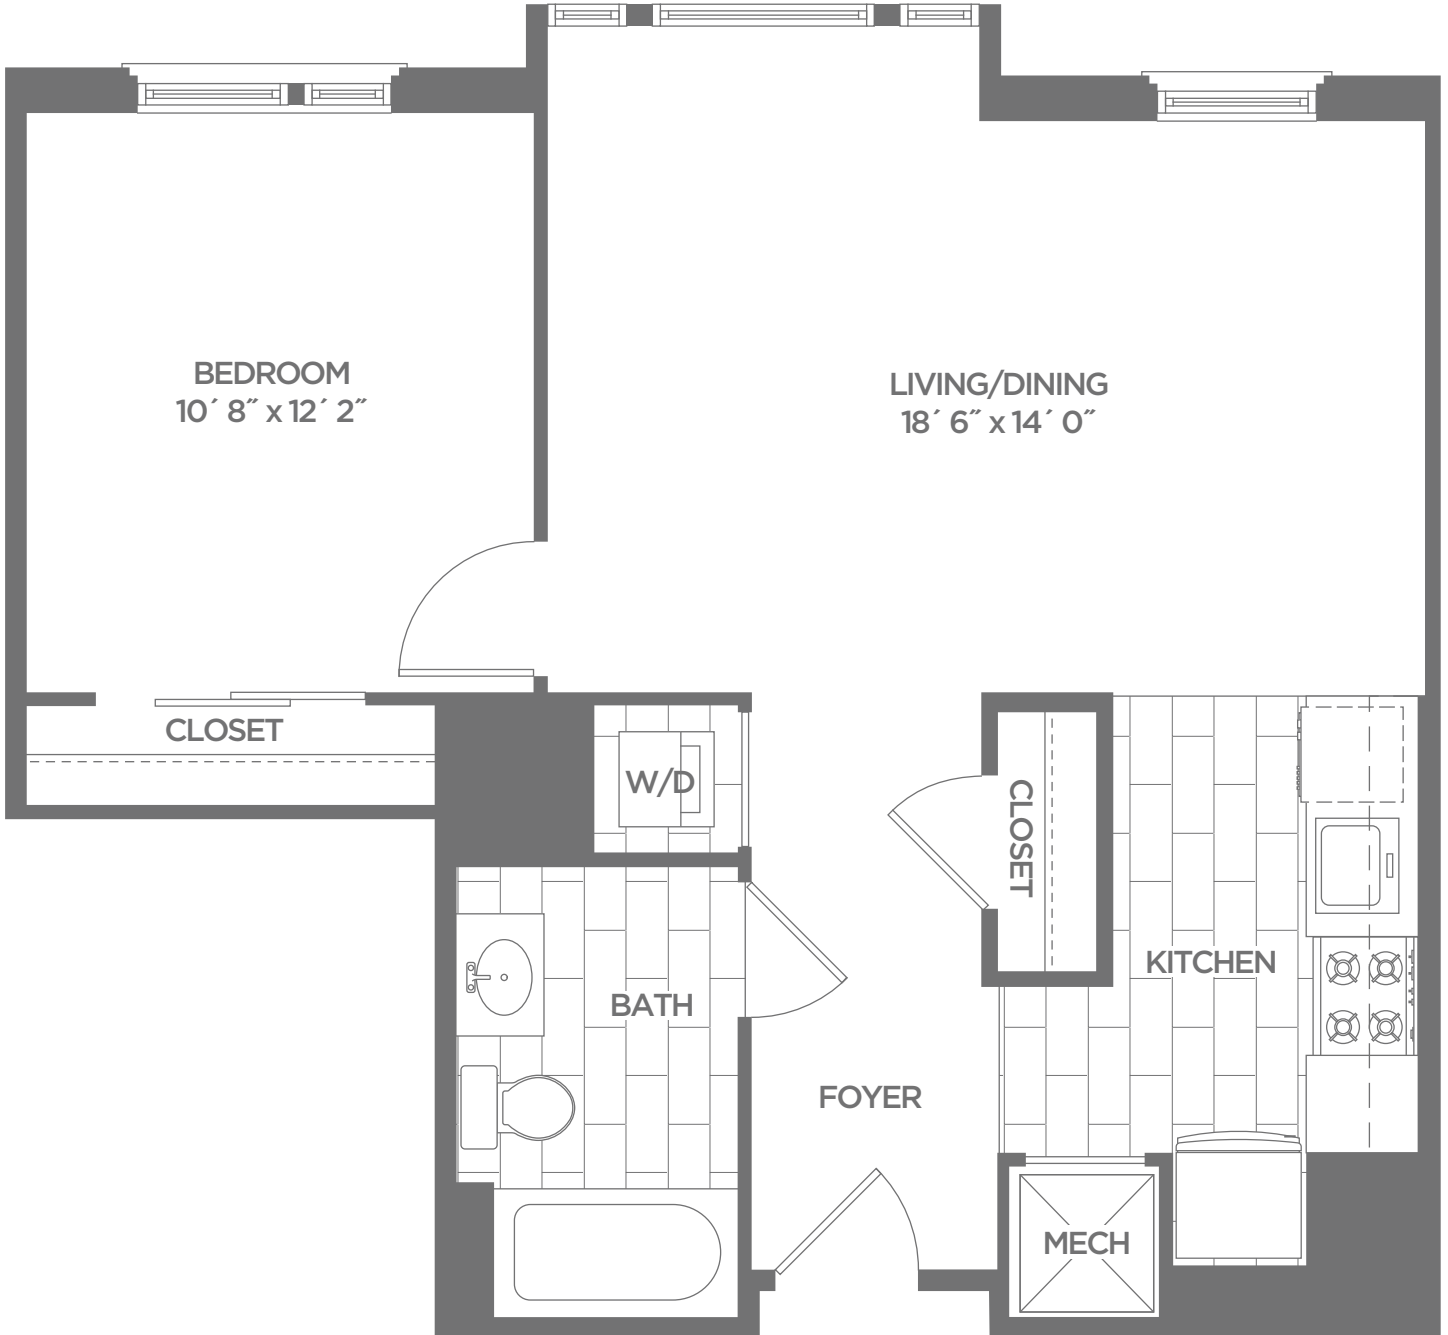 BEDROOM
10´ 8˝ x 12´ 2˝
LIVING/DINING
18´ 6˝ x 14´ 0˝
CLOSET
W/D
CLOSET
KITCHEN
BATH
FOYER
MECH